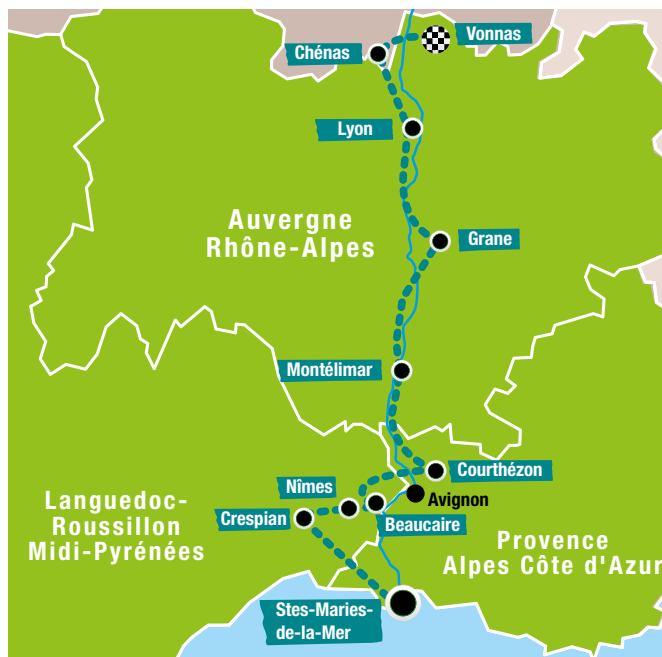 Vonnas
Chénas
Lyon
Auvergne
Rhône-Alpes
Grane
Montélimar
Courthézon
Nîmes
Avignon
Languedoc-
Roussillon
Midi-Pyrénées
Crespian
Beaucaire
Provence
Alpes Côte d'Azur
Stes-Maries-
de-la-Mer